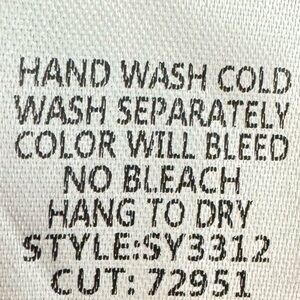 HAND WASH COLD
WASH SEPARATELY
COLOR WILL BLEED
NO BLEACH
HANG TO DRY
STYLE:SY3312
CUT: 72951